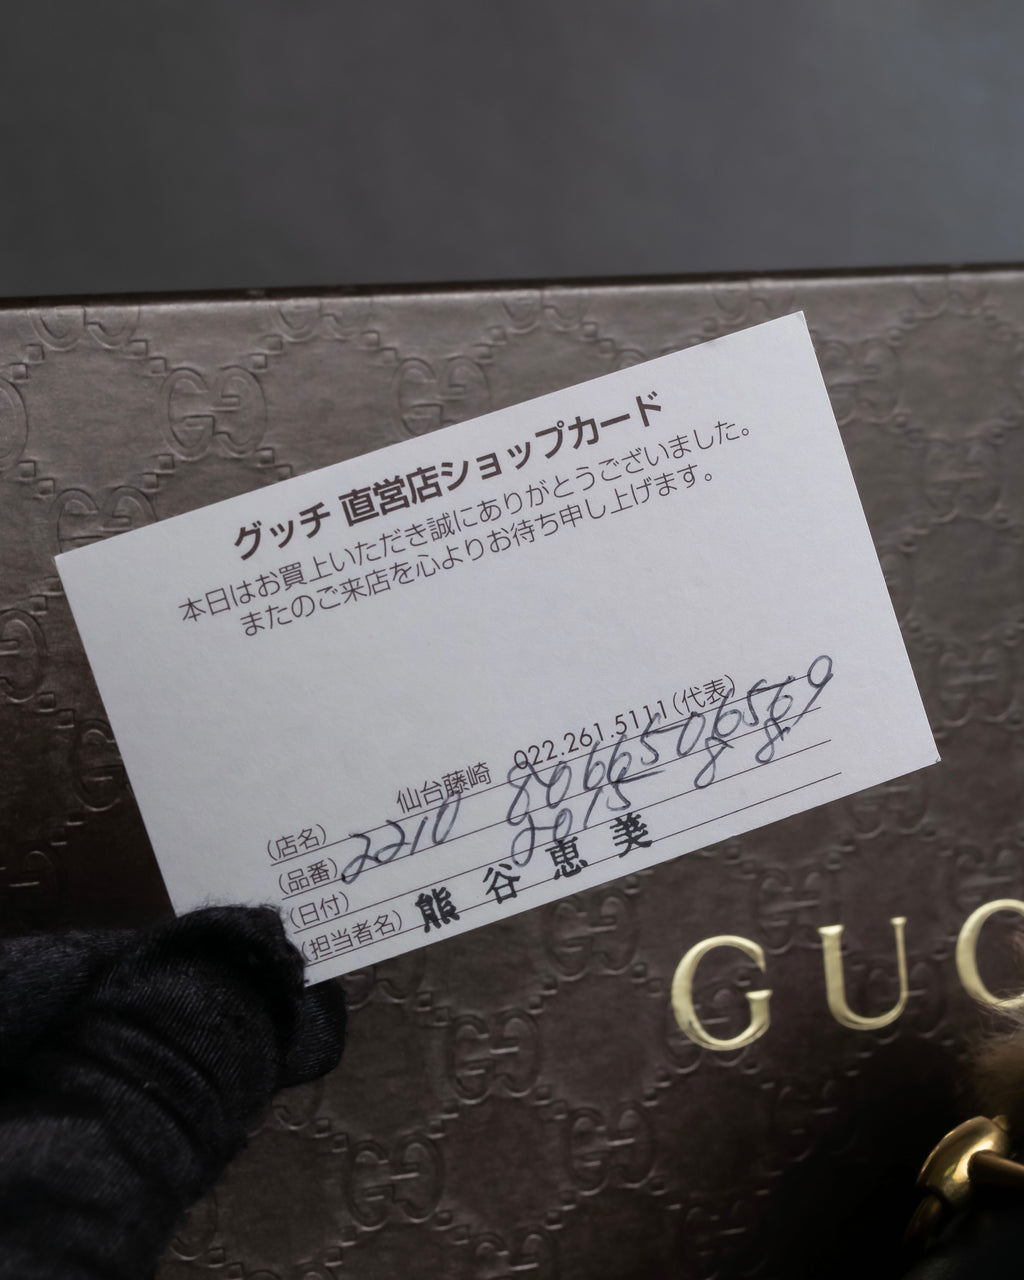 グッチ 直営店ショップカード
本日はお買上いただき誠にありがとうございました。
またのご来店を心よりお待ち申し上げます。
(店名) 仙台藤崎 022.261.5111(代表)
(品番) 2210
(日付) 2015 8 8
(担当者名) 熊谷恵美
GUC